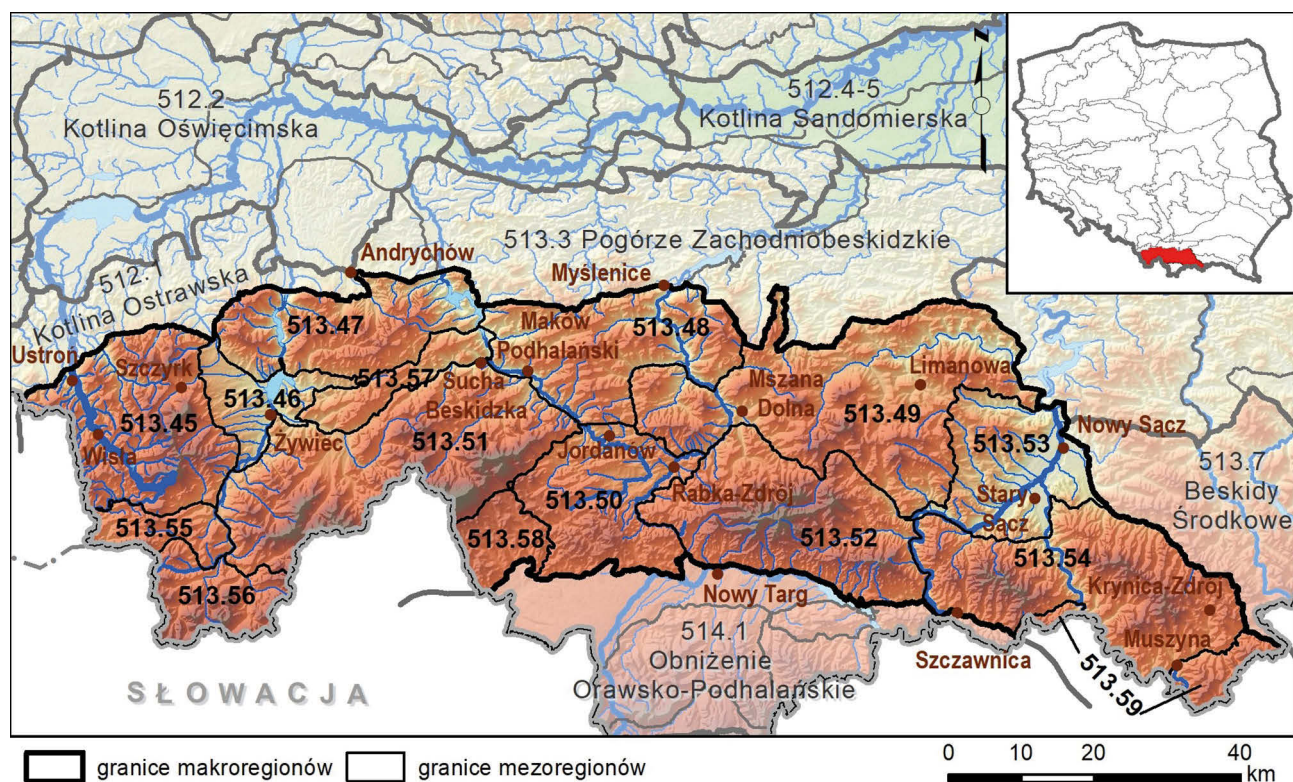 512.2
Kotlina Oświęcimska
512.4-5
Kotlina Sandomierska
N
512.1
Kotlina Ostrawska
Andrychów
513.3 Pogórze Zachodniobeskidzkie
Myślenice
Ustroń
Szczyrk
513.45
Wisła
513.47
513.46
Żywiec
513.57
Maków
Podhalański
Sucha
Beskidzka
513.48
513.51
Mszana
Dolna
Limanowa
513.49
Jordanów
513.50
Rabka-Zdrój
513.53
Nowy Sącz
Stary
Sącz
513.7
Beskidy
Środkowe
513.55
513.56
513.58
513.52
513.54
Krynica-Zdrój
Nowy Targ
Muszyna
Szczawnica
513.59
514.1
Obniżenie
Orawsko-Podhalańskie
SŁOWACJA
granice makroregionów
granice mezoregionów
0 10 20 40
km